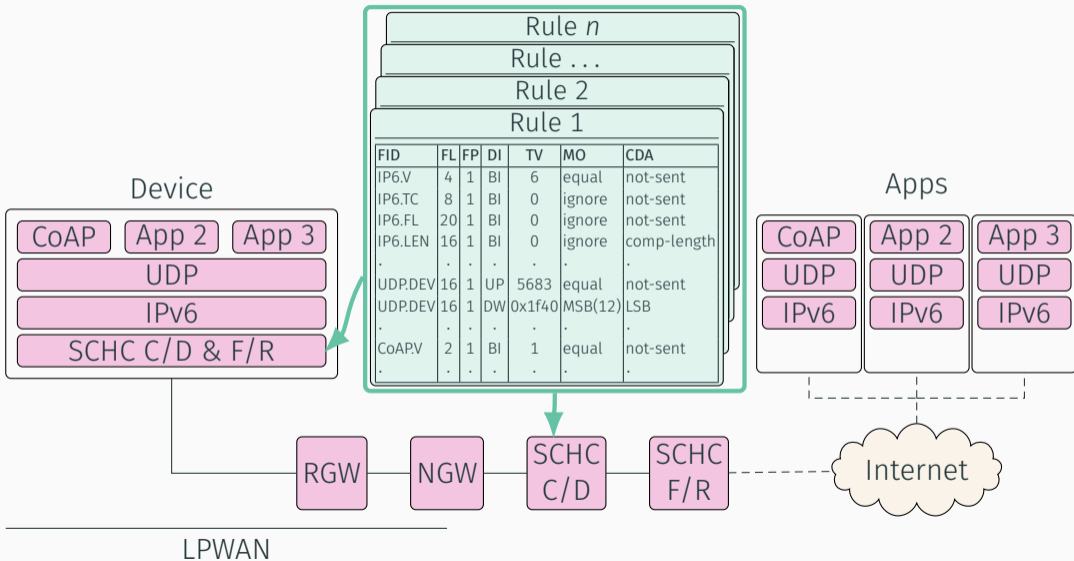 Rule n
Rule ...
Rule 2
Rule 1
FID FL FP DI TV MO CDA
IP6.V 4 1 BI 6 equal not-sent
IP6.TC 8 1 BI 0 ignore not-sent
IP6.FL 20 1 BI 0 ignore not-sent
IP6.LEN 16 1 BI 0 ignore comp-length
. . . . . . .
UDP.DEV 16 1 UP 5683 equal not-sent
UDP.DEV 16 1 DW 0x1f40 MSB(12) LSB
. . . . . . .
CoAP.V 2 1 BI 1 equal not-sent
. . . . . . .
Device
CoAP App 2 App 3
UDP
IPv6
SCHC C/D & F/R
Apps
CoAP App 2 App 3
UDP UDP UDP
IPv6 IPv6 IPv6
RGW
NGW
SCHC
C/D
SCHC
F/R
Internet
LPWAN